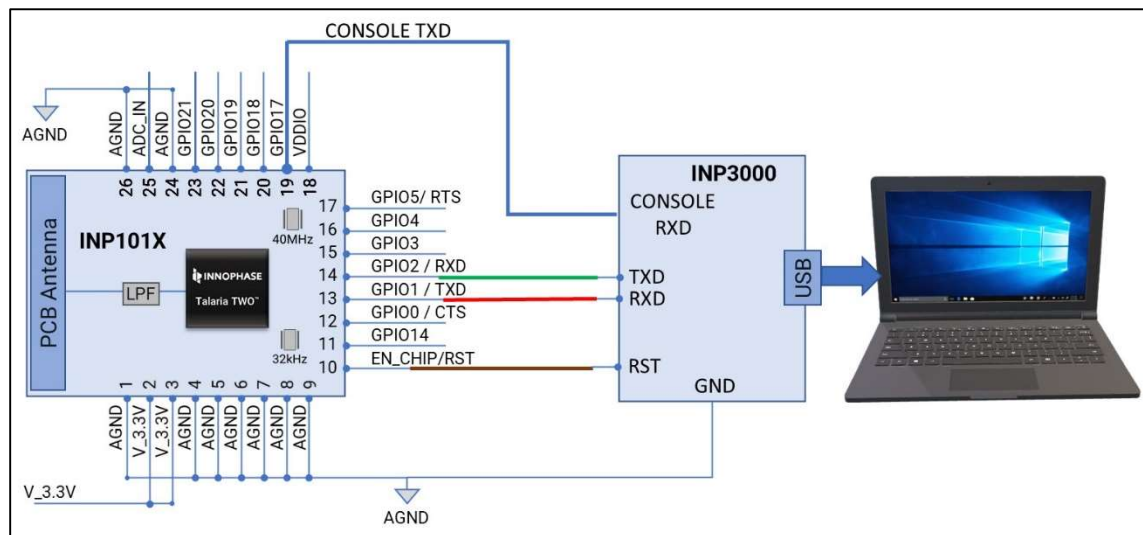 CONSOLE TXD
AGND
AGND
ADC_IN
AGND
GPIO21
GPIO20
GPIO19
GPIO18
GPIO17
VDDIO
26
25
24
23
22
21
20
19
18
PCB Antenna
INP101X
LPF
INNOPHASE
Talaria TWO™
40MHz
32kHz
17 GPIO5/ RTS
16 GPIO4
15 GPIO3
14 GPIO2 / RXD
13 GPIO1 / TXD
12 GPIO0 / CTS
11 GPIO14
10 EN_CHIP/RST
1
2
3
4
5
6
7
8
9
AGND
V_3.3V
V_3.3V
AGND
AGND
AGND
AGND
AGND
AGND
V_3.3V
AGND
INP3000
CONSOLE
RXD
TXD
RXD
RST
GND
USB